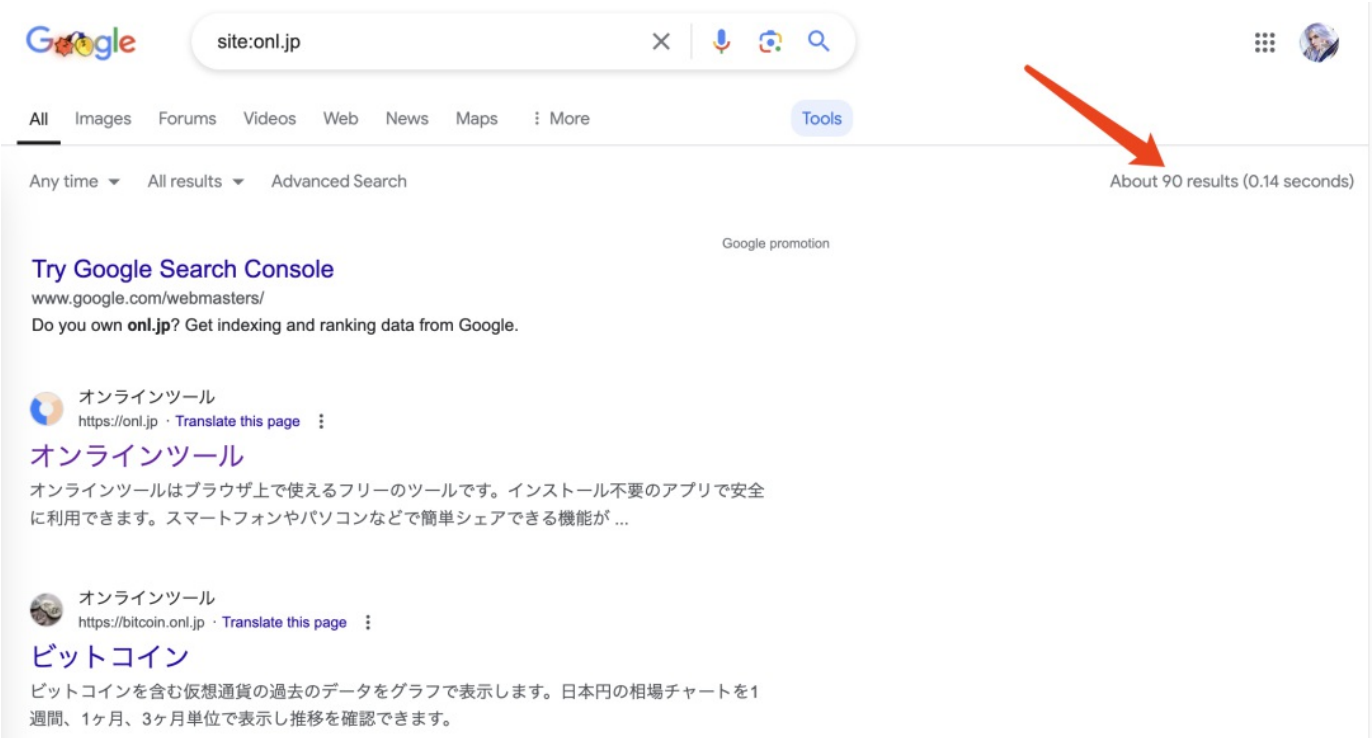 Google
site:onl.jp
All Images Forums Videos Web News Maps More Tools
Any time All results Advanced Search About 90 results (0.14 seconds)
Google promotion
Try Google Search Console
www.google.com/webmasters/
Do you own onl.jp? Get indexing and ranking data from Google.
オンラインツール
https://onl.jp · Translate this page
オンラインツール
オンラインツールはブラウザ上で使えるフリーのツールです。インストール不要のアプリで安全
に利用できます。スマートフォンやパソコンなどで簡単シェアできる機能が ...
オンラインツール
https://bitcoin.onl.jp · Translate this page
ビットコイン
ビットコインを含む仮想通貨の過去のデータをグラフで表示します。日本円の相場チャートを1
週間、1ヶ月、3ヶ月単位で表示し推移を確認できます。